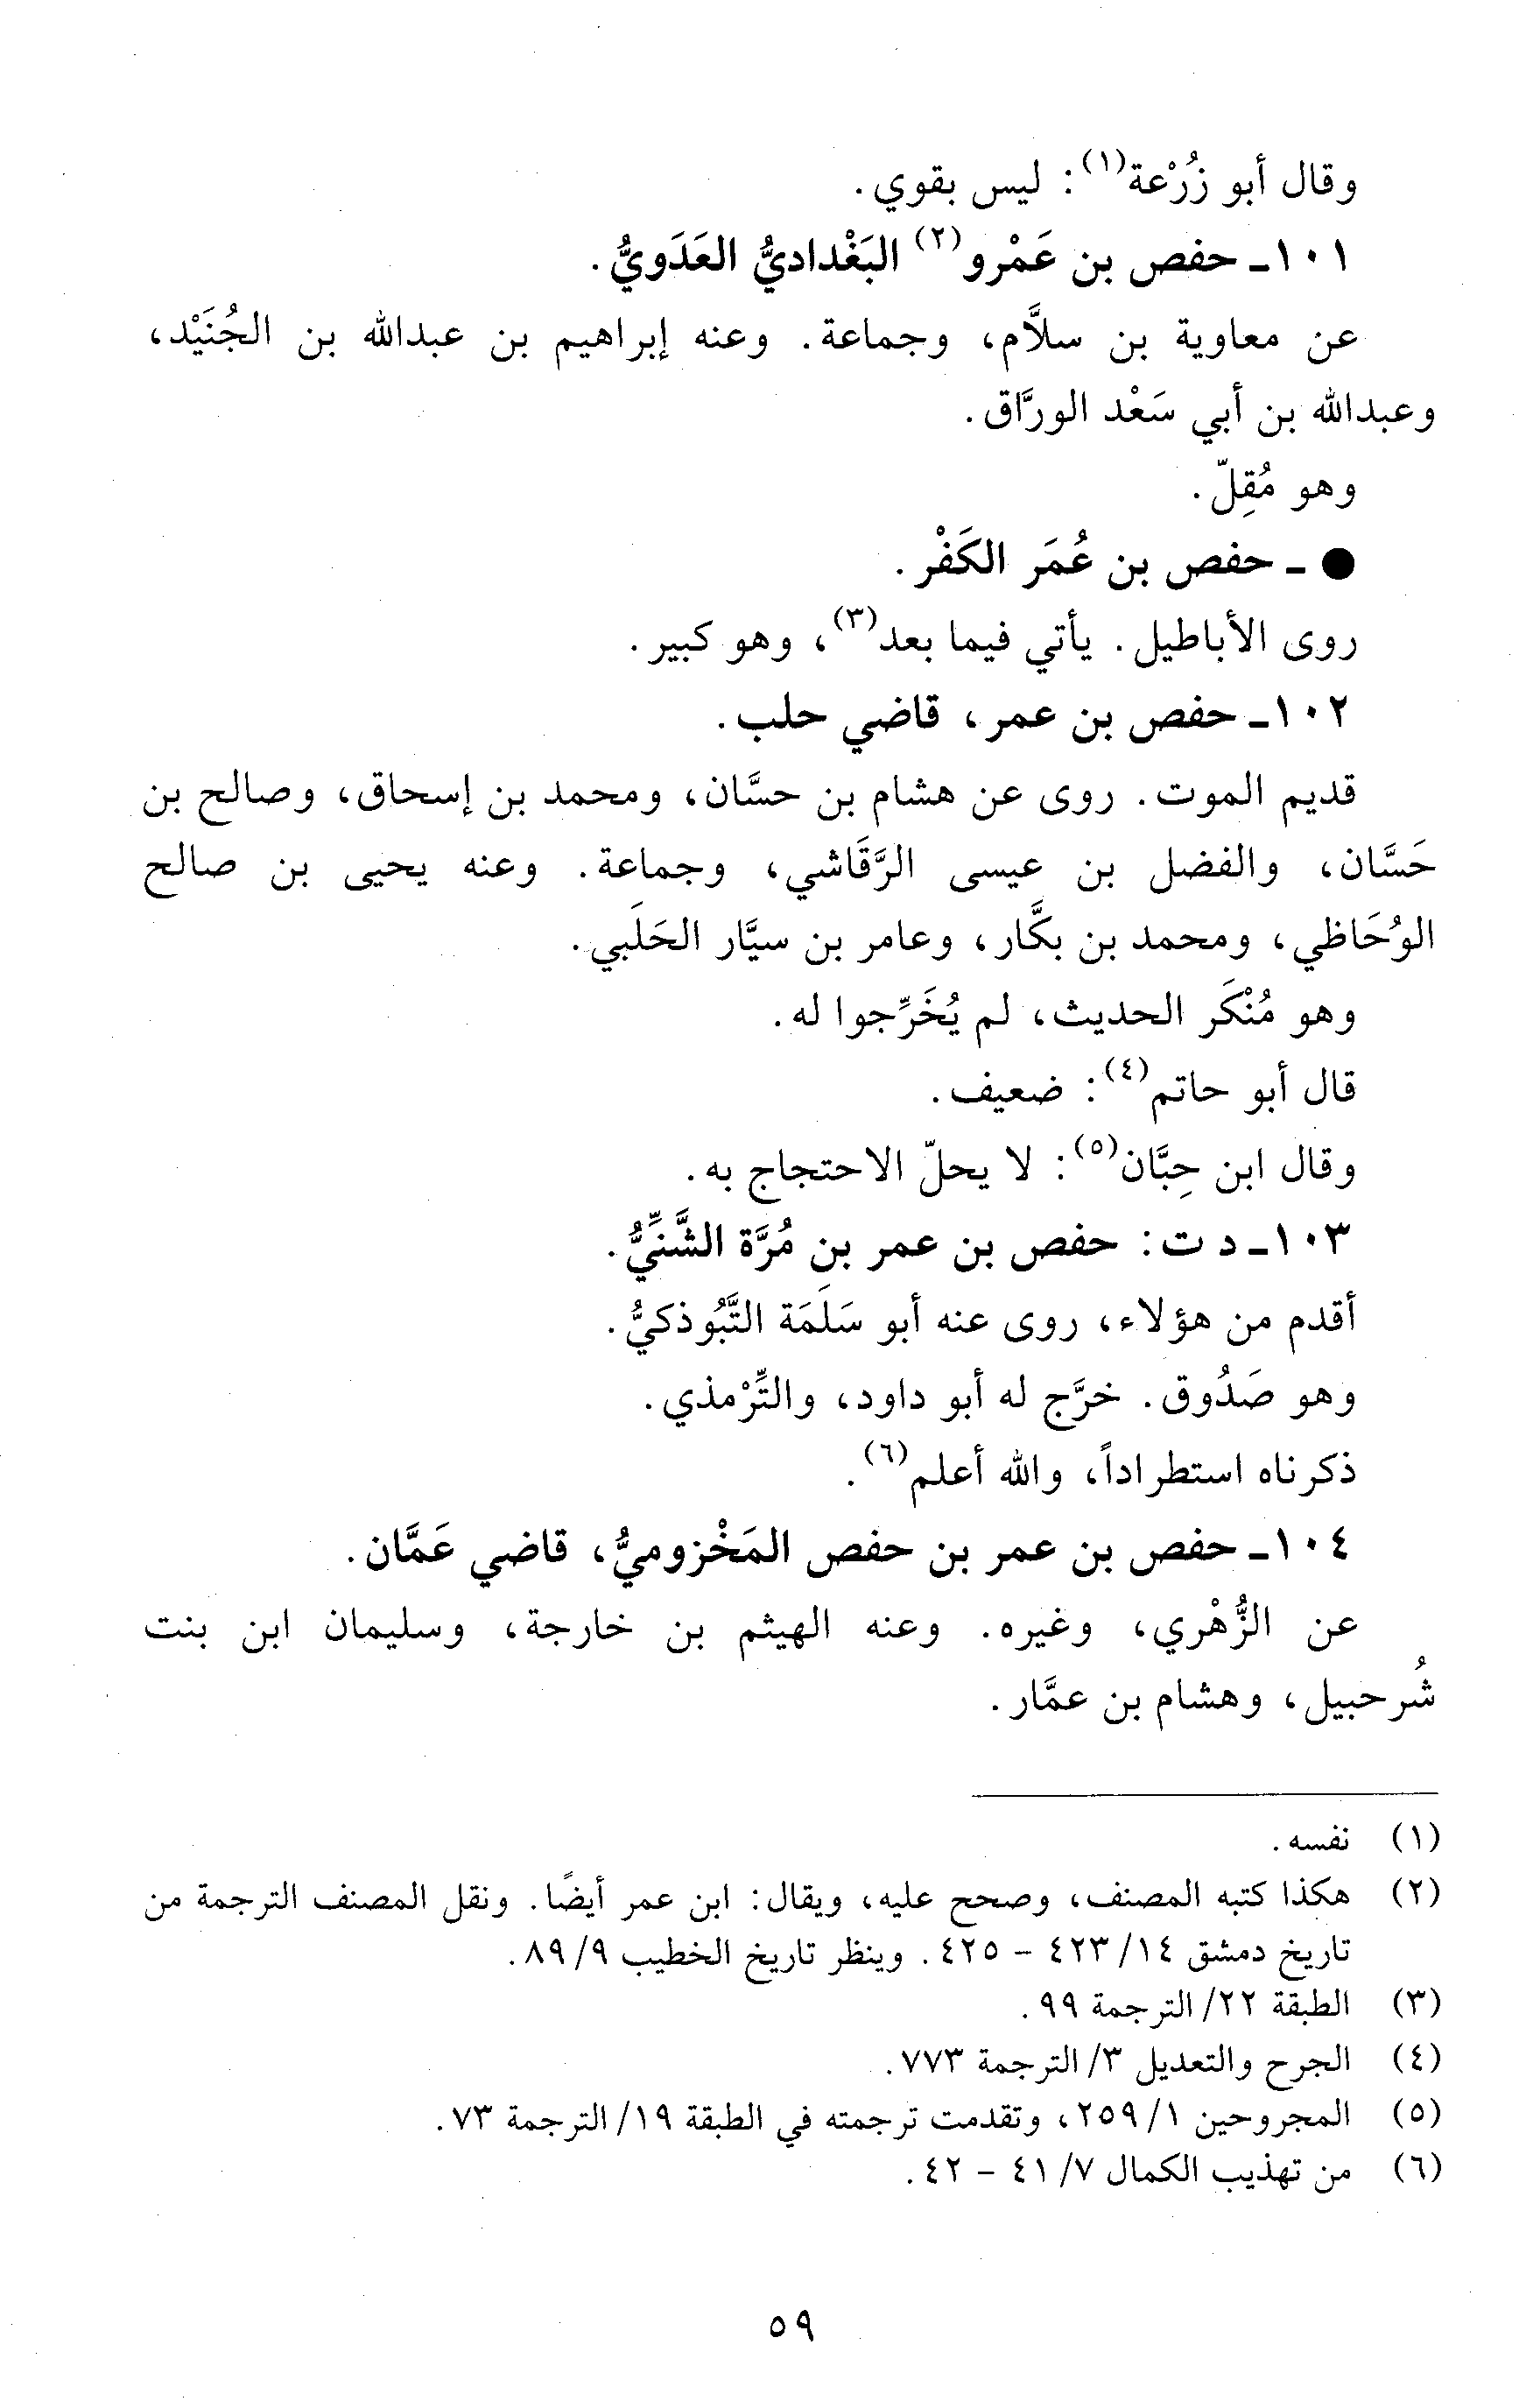 وقال أبو زُرْعة(١): ليس بقوي.
١٠١ـ حفص بن عَمْرو(٢) البَغْداديُّ العَدَويُّ.
عن معاوية بن سلاَّم، وجماعة. وعنه إبراهيم بن عبدالله بن الجُنَيْد،
وعبدالله بن أبي سَعْد الورَّاق.
وهو مُقِلّ.
● ـ حفص بن عُمَر الكَفْر.
روى الأباطيل. يأتي فيما بعد(٣)، وهو كبير.
١٠٢ـ حفص بن عمر، قاضي حلب.
قديم الموت. روى عن هشام بن حسَّان، ومحمد بن إسحاق، وصالح بن
حَسَّان، والفضل بن عيسى الرَّقَاشي، وجماعة. وعنه يحيى بن صالح
الوُحَاظي، ومحمد بن بكَّار، وعامر بن سيَّار الحَلَبي.
وهو مُنْكَر الحديث، لم يُخَرِّجوا له.
قال أبو حاتم(٤): ضعيف.
وقال ابن حِبَّان(٥): لا يحلّ الاحتجاج به.
١٠٣ـ د ت: حفص بن عمر بن مُرَّة الشَّنِّيُّ.
أقدم من هؤلاء، روى عنه أبو سَلَمَة التَّبُوذكيُّ.
وهو صَدُوق. خرَّج له أبو داود، والتِّرْمذي.
ذكرناه استطراداً، والله أعلم(٦).
١٠٤ـ حفص بن عمر بن حفص المَخْزوميُّ، قاضي عَمَّان.
عن الزُّهْري، وغيره. وعنه الهيثم بن خارجة، وسليمان ابن بنت
شُرحبيل، وهشام بن عمَّار.
(١) نفسه.
(٢) هكذا كتبه المصنف، وصحح عليه، ويقال: ابن عمر أيضًا. ونقل المصنف الترجمة من
تاريخ دمشق ١٤/ ٤٢٣ - ٤٢٥. وينظر تاريخ الخطيب ٩/ ٨٩.
(٣) الطبقة ٢٢/ الترجمة ٩٩.
(٤) الجرح والتعديل ٣/ الترجمة ٧٧٣.
(٥) المجروحين ١/ ٢٥٩، وتقدمت ترجمته في الطبقة ١٩/ الترجمة ٧٣.
(٦) من تهذيب الكمال ٧/ ٤١ - ٤٢.
٥٩